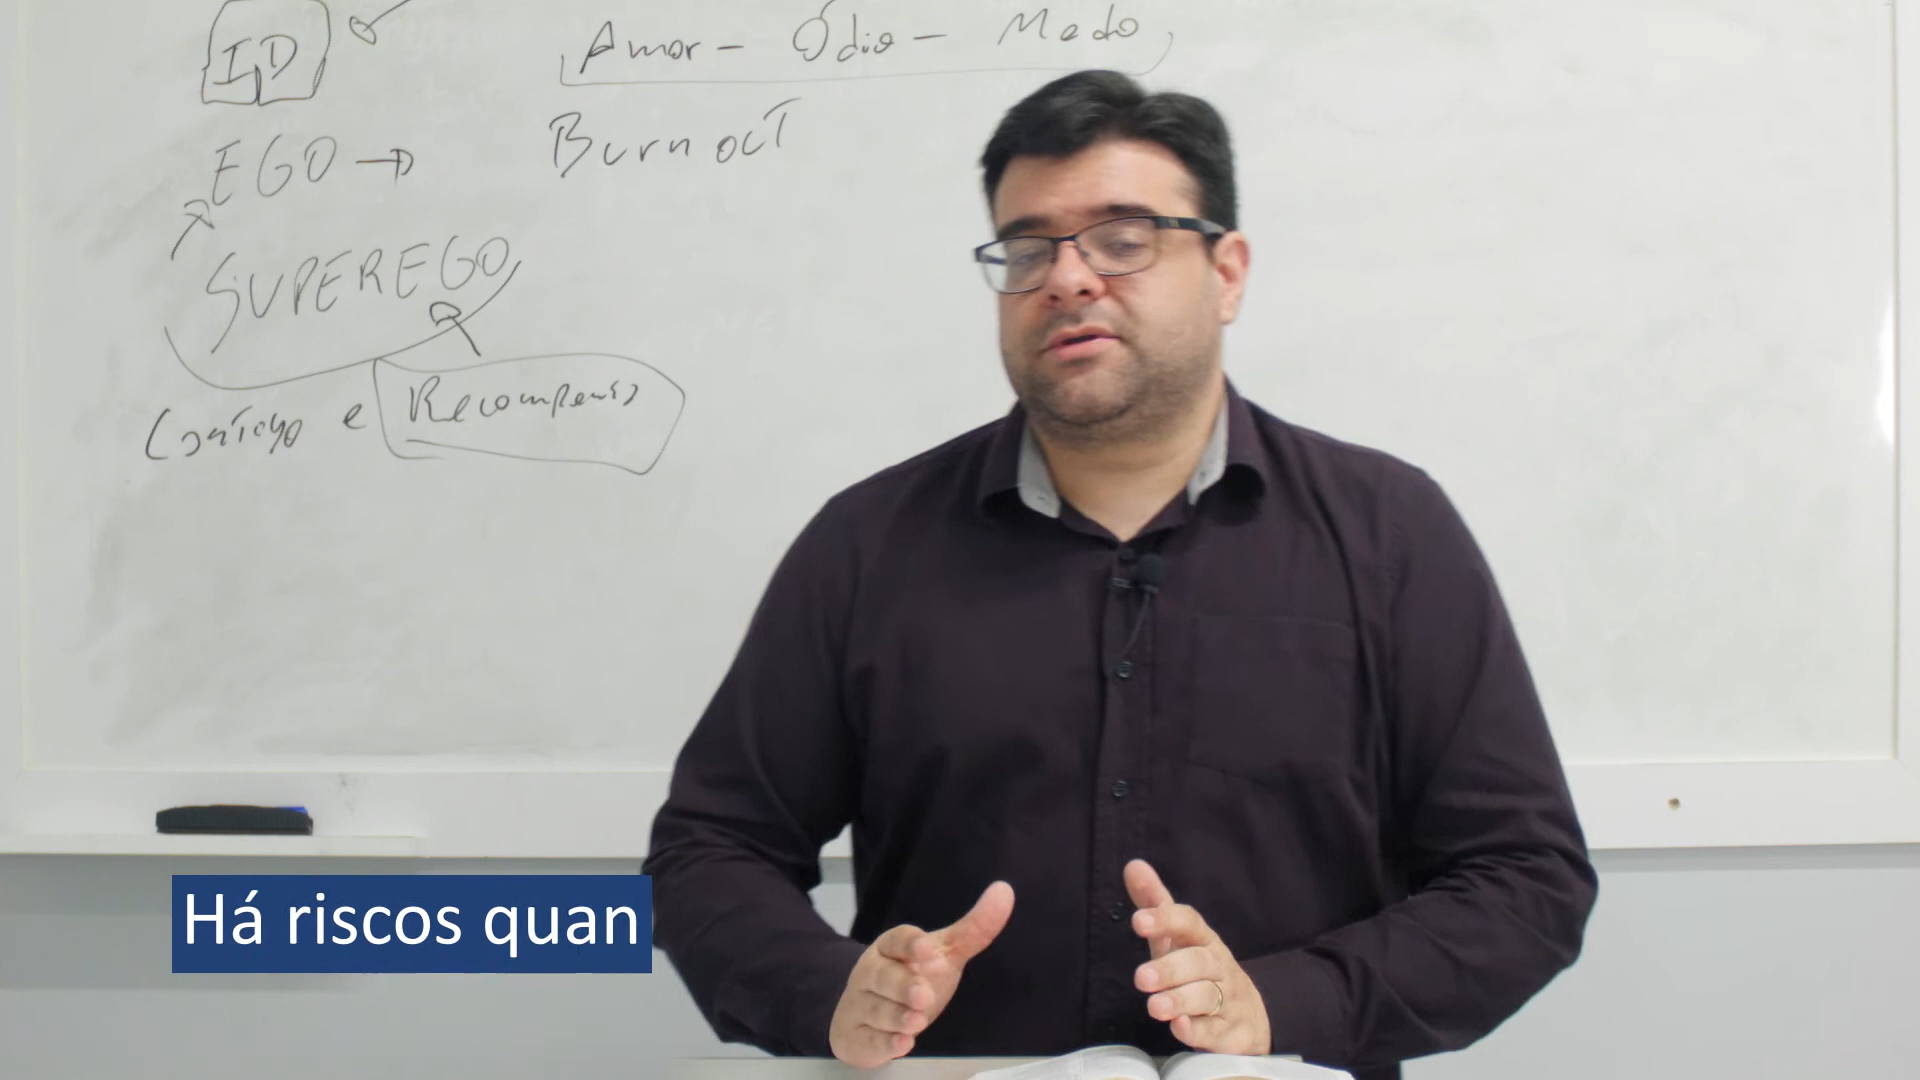 ID
Amor - Ódio - Medo
EGO → Burnout
SUPEREGO
Castigo e Recompensa
Há riscos quan